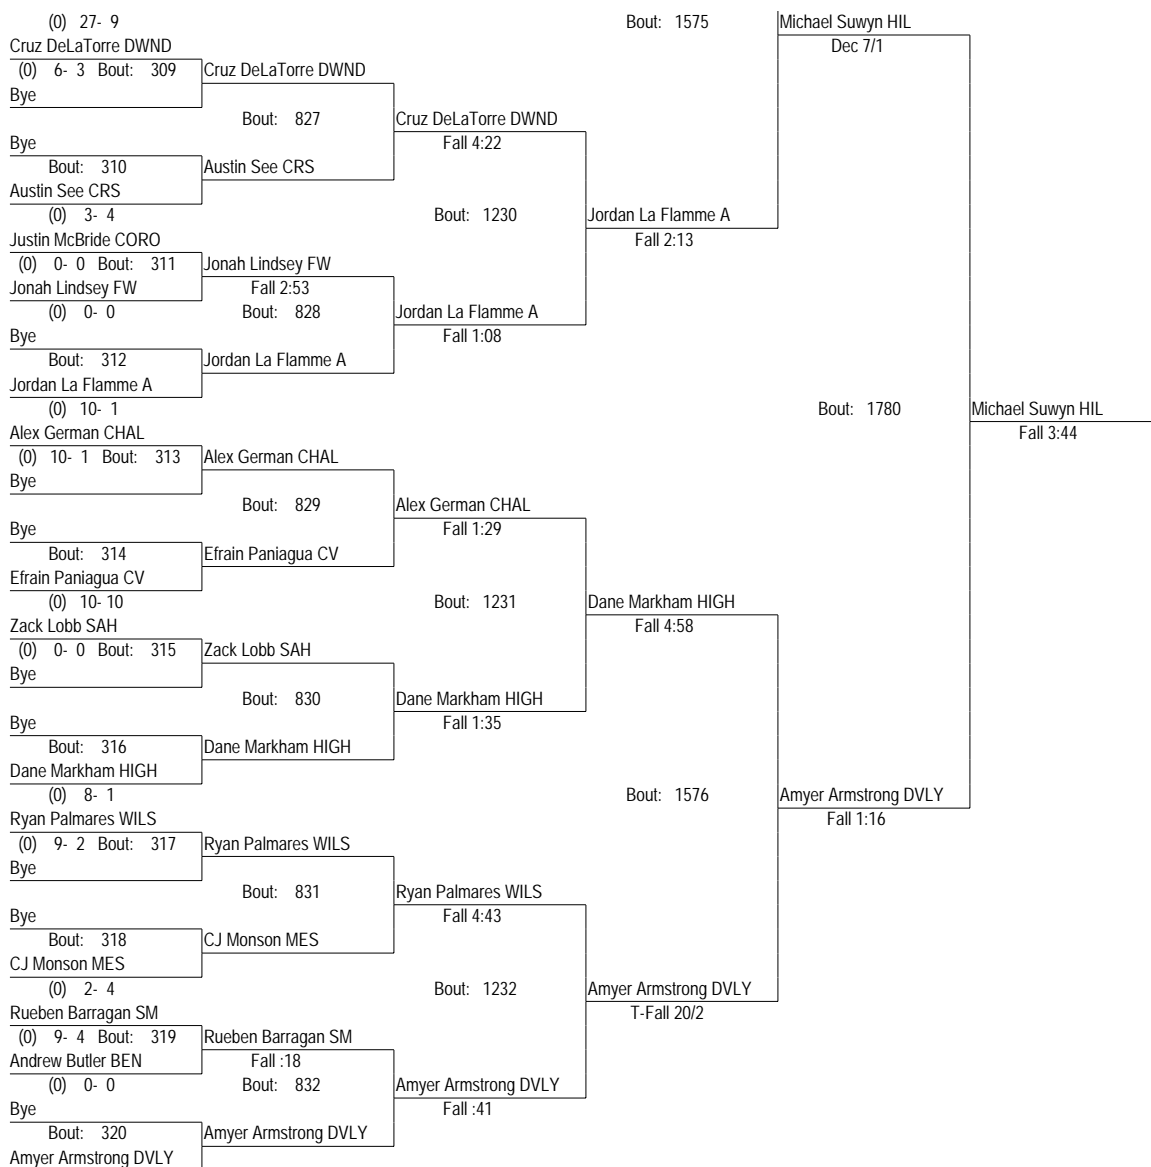 (0) 27- 9
Bout: 1575
Michael Suwyn HIL
Dec 7/1
Cruz DeLaTorre DWND
(0) 6- 3 Bout: 309
Cruz DeLaTorre DWND
Bye
Bout: 827
Cruz DeLaTorre DWND
Fall 4:22
Bye
Bout: 310
Austin See CRS
Austin See CRS
(0) 3- 4
Bout: 1230
Jordan La Flamme A
Fall 2:13
Justin McBride CORO
(0) 0- 0 Bout: 311
Jonah Lindsey FW
Fall 2:53
Jonah Lindsey FW
(0) 0- 0
Bout: 828
Jordan La Flamme A
Fall 1:08
Bye
Bout: 312
Jordan La Flamme A
Jordan La Flamme A
(0) 10- 1
Bout: 1780
Michael Suwyn HIL
Fall 3:44
Alex German CHAL
(0) 10- 1 Bout: 313
Alex German CHAL
Bye
Bout: 829
Alex German CHAL
Fall 1:29
Bye
Bout: 314
Efrain Paniagua CV
Efrain Paniagua CV
(0) 10- 10
Bout: 1231
Dane Markham HIGH
Fall 4:58
Zack Lobb SAH
(0) 0- 0 Bout: 315
Zack Lobb SAH
Bye
Bout: 830
Dane Markham HIGH
Fall 1:35
Bye
Bout: 316
Dane Markham HIGH
Dane Markham HIGH
(0) 8- 1
Bout: 1576
Amyer Armstrong DVLY
Fall 1:16
Ryan Palmares WILS
(0) 9- 2 Bout: 317
Ryan Palmares WILS
Bye
Bout: 831
Ryan Palmares WILS
Fall 4:43
Bye
Bout: 318
CJ Monson MES
CJ Monson MES
(0) 2- 4
Bout: 1232
Amyer Armstrong DVLY
T-Fall 20/2
Rueben Barragan SM
(0) 9- 4 Bout: 319
Rueben Barragan SM
Fall :18
Andrew Butler BEN
(0) 0- 0
Bout: 832
Amyer Armstrong DVLY
Fall :41
Bye
Bout: 320
Amyer Armstrong DVLY
Amyer Armstrong DVLY